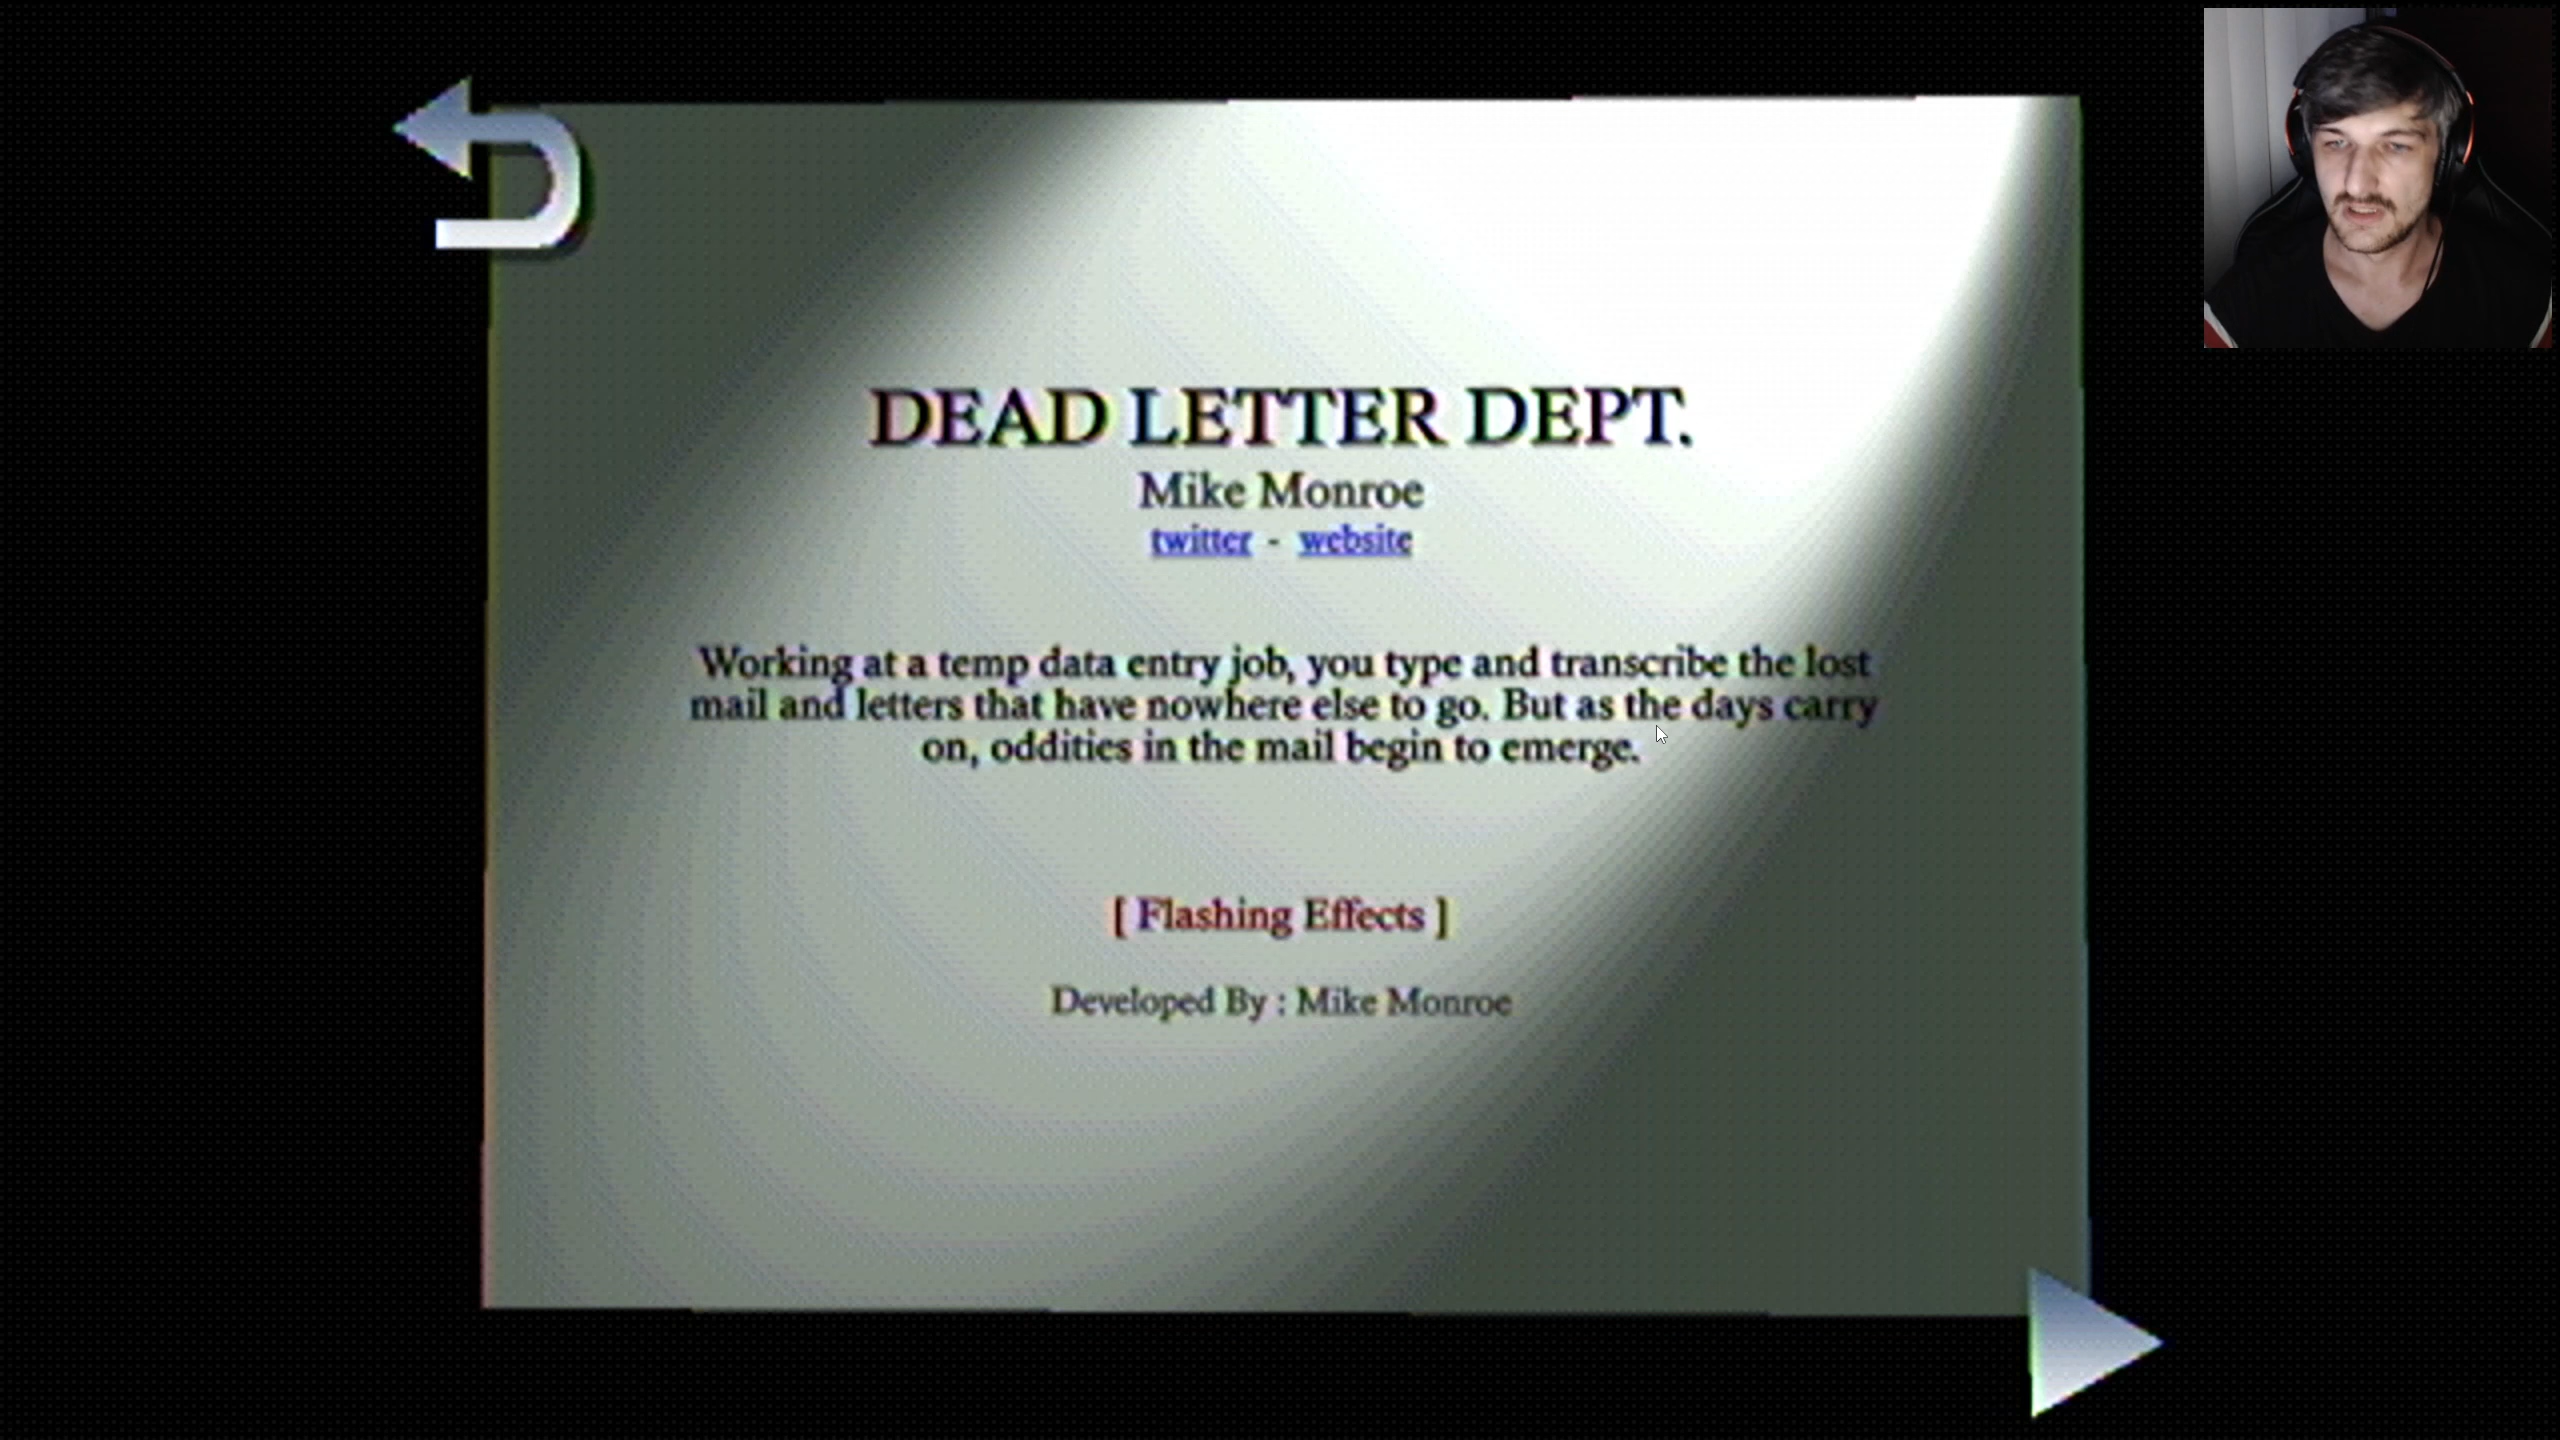 DEAD LETTER DEPT.
Mike Monroe
twitter - website
Working at a temp data entry job, you type and transcribe the lost
mail and letters that have nowhere else to go. But as the days carry
on, oddities in the mail begin to emerge.
[ Flashing Effects ]
Developed By : Mike Monroe